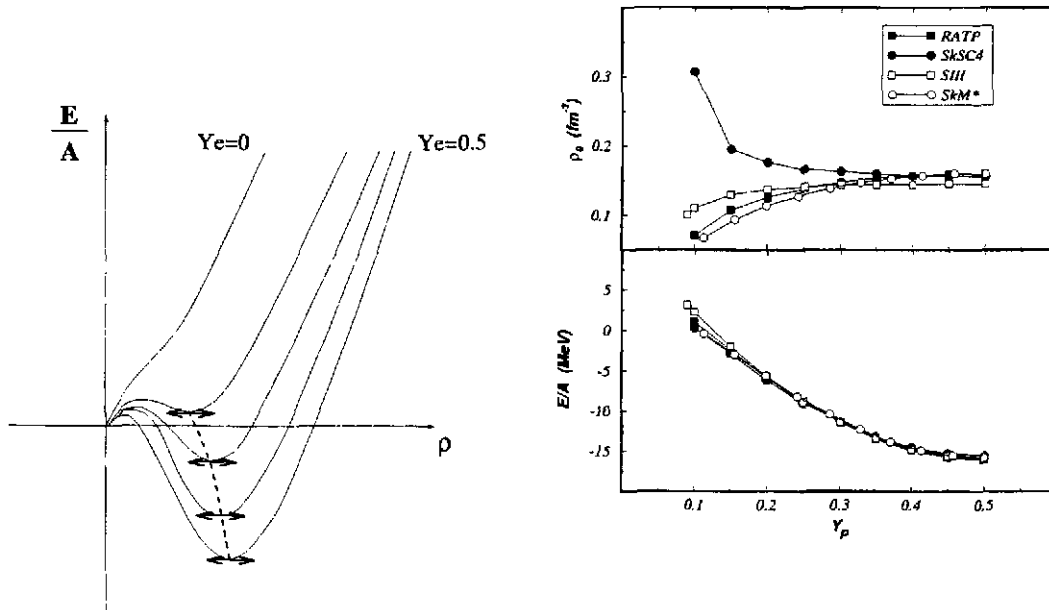 E
A
Ye=0
Ye=0.5
ρ
RATP
SkSC4
SIII
SkM*
ρ₀ (fm⁻³)
0.3
0.2
0.1
E/A (MeV)
5
0
-5
-10
-15
0.1 0.2 0.3 0.4 0.5
Y_p